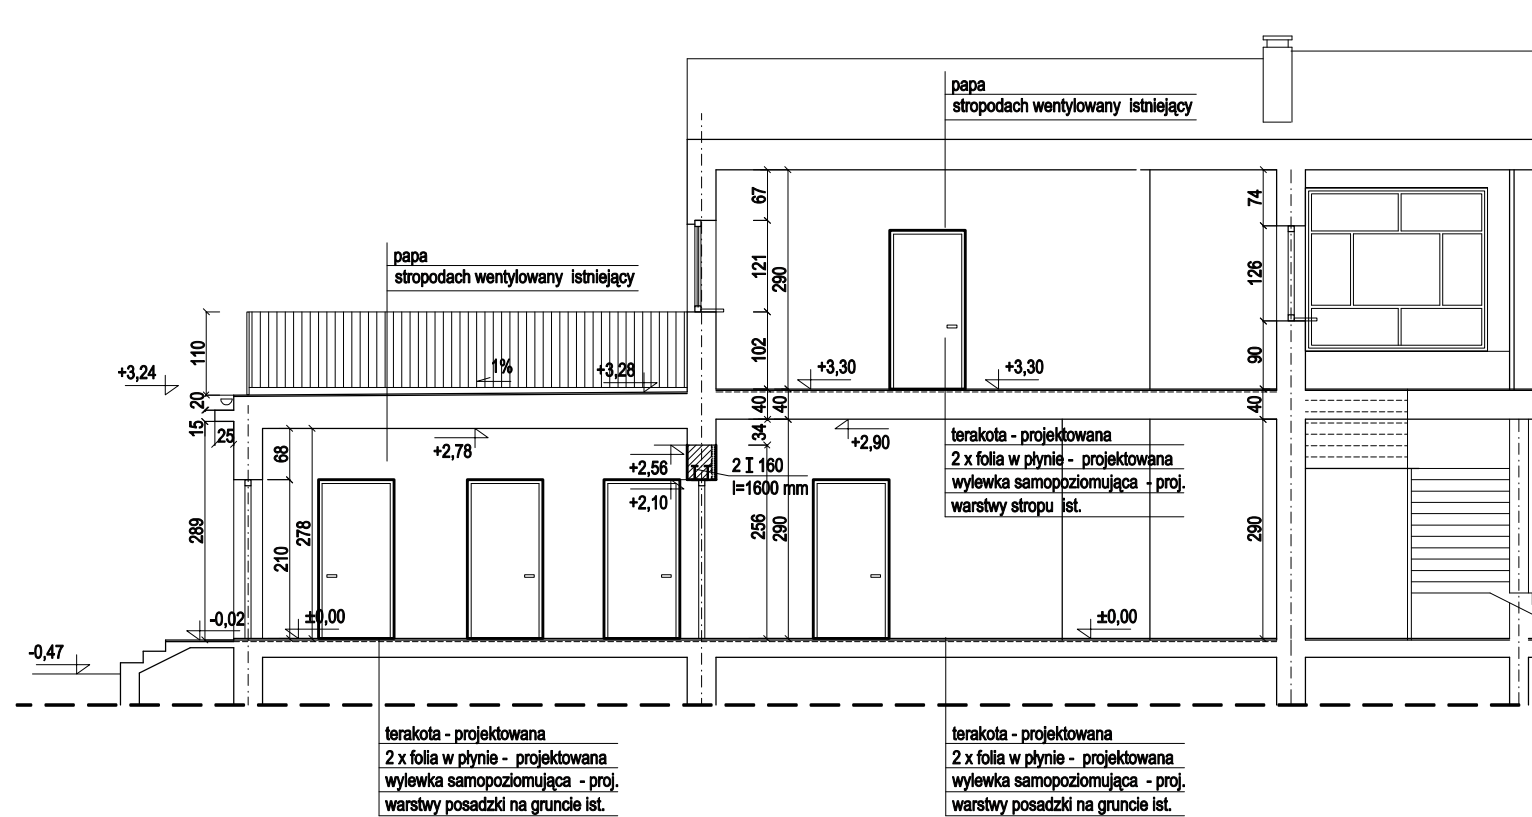 papa
stropodach wentylowany istniejący
papa
stropodach wentylowany istniejący
67
121
290
102
74
126
90
110
+3,24
1%
+3,28
+3,30
+3,30
20
15
25
40
40
40
34
68
+2,78
+2,56
+2,10
2 I 160
l=1600 mm
+2,90
289
210
278
256
290
290
terakota - projektowana
2 x folia w płynie - projektowana
wylewka samopoziomująca - proj.
warstwy stropu ist.
-0,02
±0,00
±0,00
-0,47
terakota - projektowana
2 x folia w płynie - projektowana
wylewka samopoziomująca - proj.
warstwy posadzki na gruncie ist.
terakota - projektowana
2 x folia w płynie - projektowana
wylewka samopoziomująca - proj.
warstwy posadzki na gruncie ist.